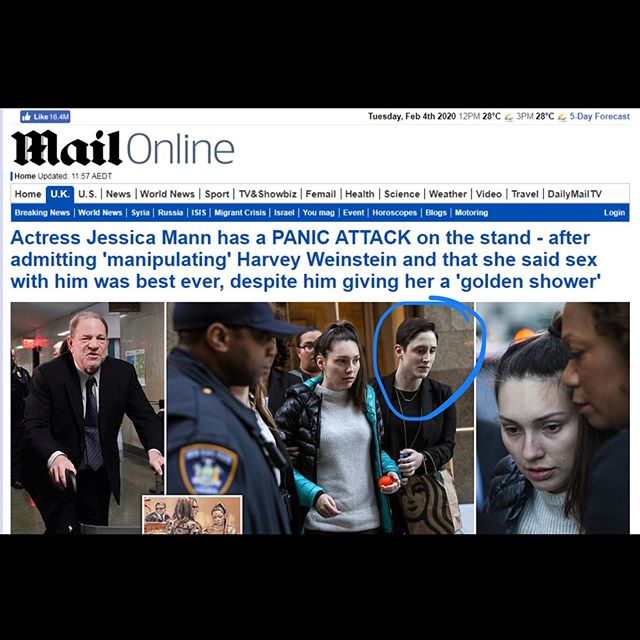 Like 16.4M
Tuesday, Feb 4th 2020 12PM 28°C 3PM 28°C 5-Day Forecast
Mail Online
Home Updated: 11:57 AEDT
Home U.K. U.S. News World News Sport TV&Showbiz Femail Health Science Weather Video Travel DailyMailTV
Breaking News World News Syria Russia ISIS Migrant Crisis Israel You mag Event Horoscopes Blogs Motoring Login
Actress Jessica Mann has a PANIC ATTACK on the stand - after
admitting 'manipulating' Harvey Weinstein and that she said sex
with him was best ever, despite him giving her a 'golden shower'